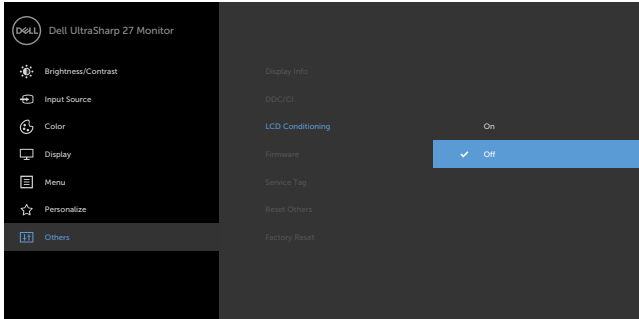 DELL Dell UltraSharp 27 Monitor
Brightness/Contrast
Display Info
Input Source
DDC/CI
Color
LCD Conditioning
On
Display
Firmware
Off
Menu
Service Tag
Personalize
Reset Others
Others
Factory Reset